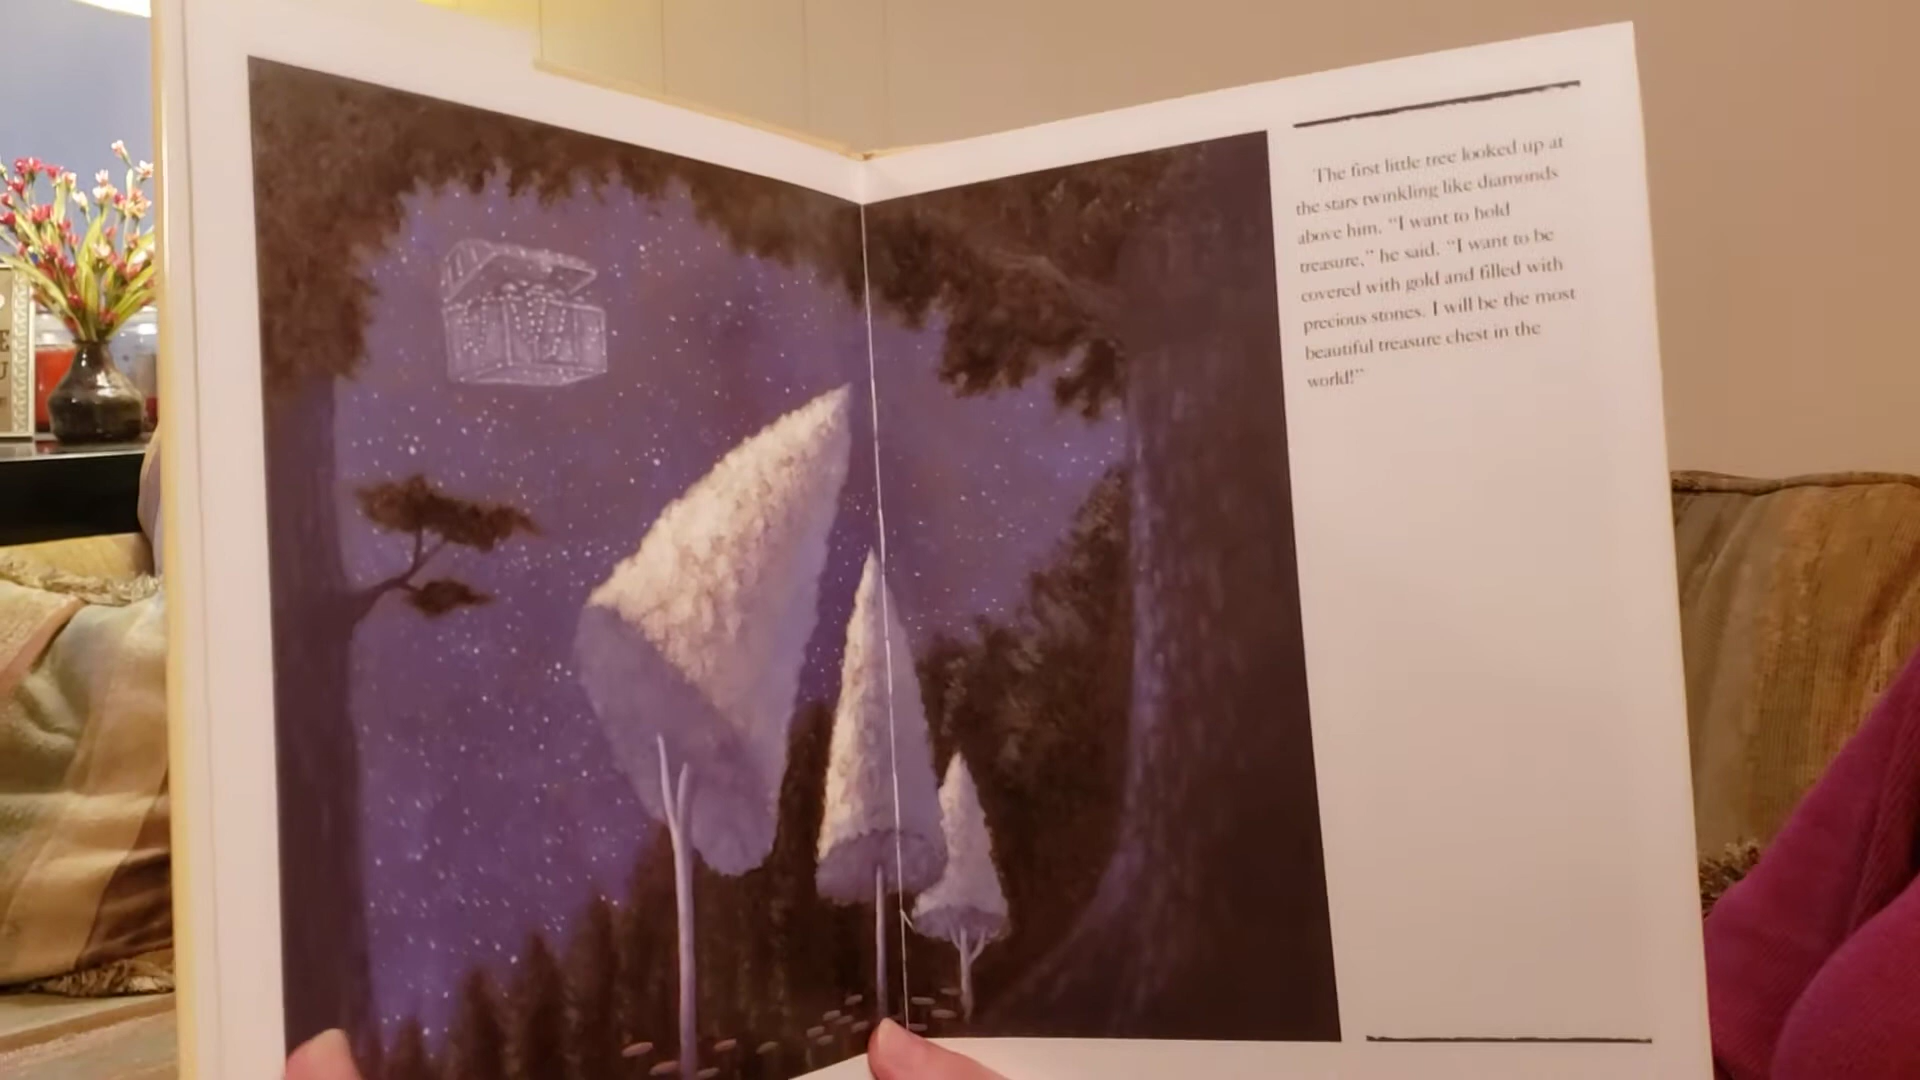 The first little tree looked up at
the stars twinkling like diamonds
above him. “I want to hold
treasure,” he said. “I want to be
covered with gold and filled with
precious stones. I will be the most
beautiful treasure chest in the
world!”
E
U